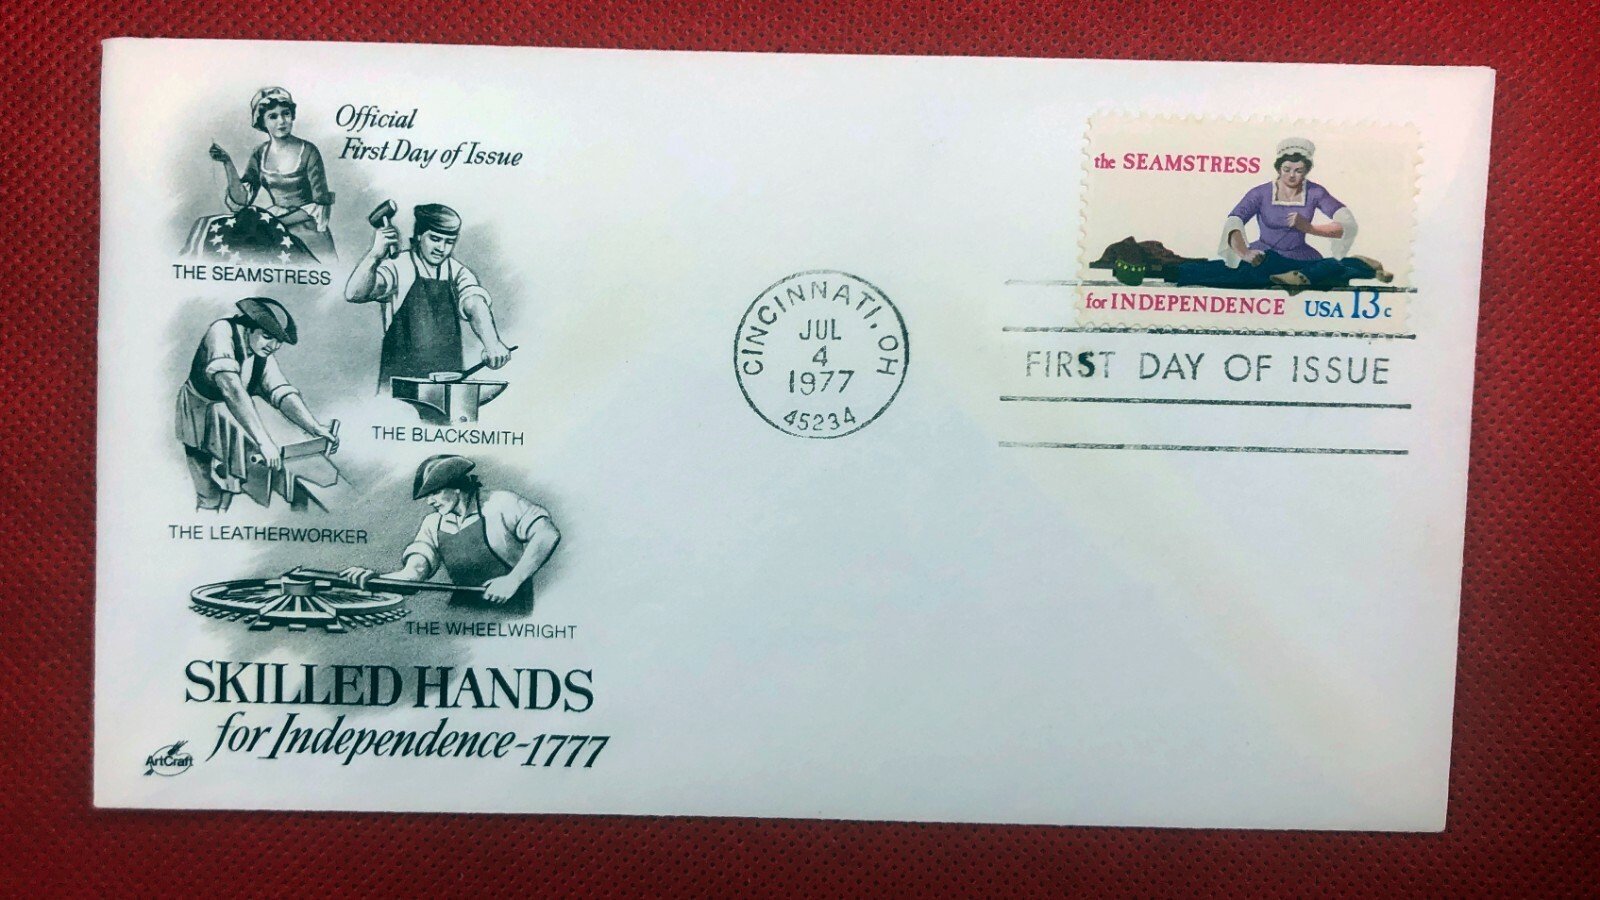 Official
First Day of Issue
THE SEAMSTRESS
THE BLACKSMITH
THE LEATHERWORKER
THE WHEELWRIGHT
SKILLED HANDS
for Independence-1777
ArtCraft
CINCINNATI, OH
JUL
4
1977
45234
the SEAMSTRESS
for INDEPENDENCE USA 13c
FIRST DAY OF ISSUE